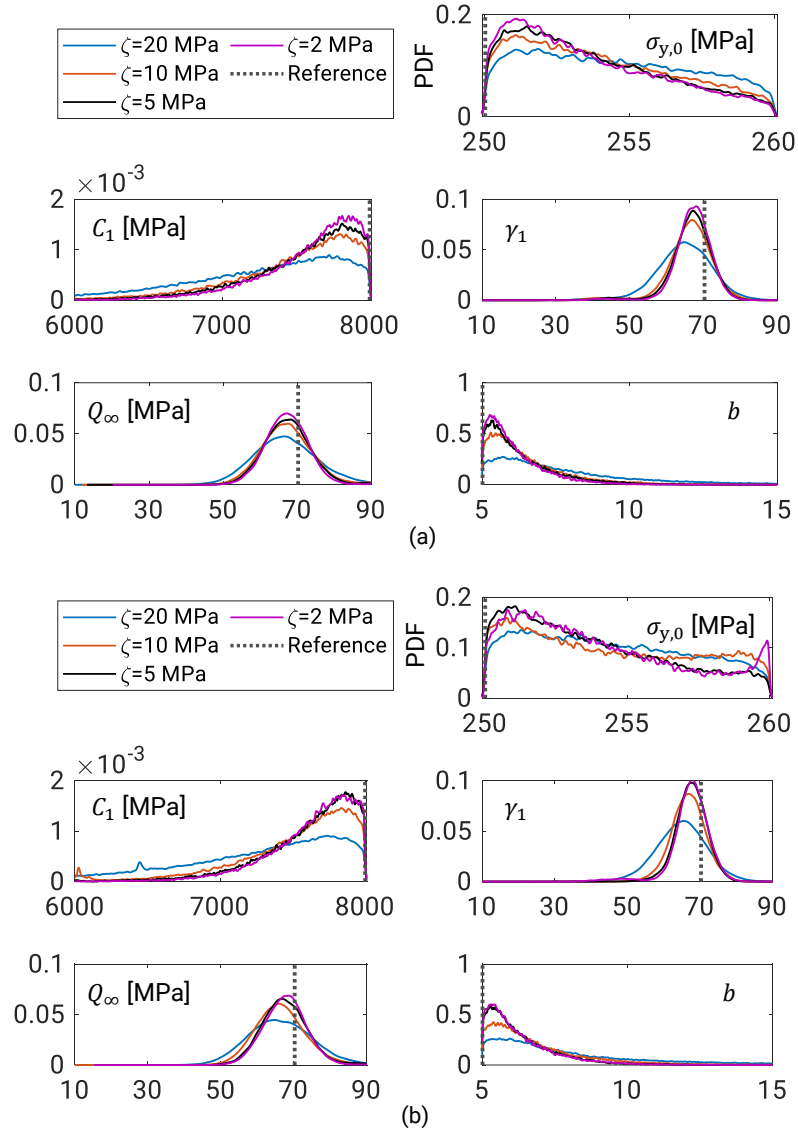 ζ=20 MPa ζ=2 MPa
ζ=10 MPa Reference
ζ=5 MPa
PDF
σy,0 [MPa]
0.2
0.1
0
250 255 260
×10⁻³
C₁ [MPa]
2
1
0
6000 7000 8000
γ₁
0.1
0.05
0
10 30 50 70 90
Q∞ [MPa]
0.1
0.05
0
10 30 50 70 90
b
1
0.5
0
5 10 15
(a)
ζ=20 MPa ζ=2 MPa
ζ=10 MPa Reference
ζ=5 MPa
PDF
σy,0 [MPa]
0.2
0.1
0
250 255 260
×10⁻³
C₁ [MPa]
2
1
0
6000 7000 8000
γ₁
0.1
0.05
0
10 30 50 70 90
Q∞ [MPa]
0.1
0.05
0
10 30 50 70 90
b
1
0.5
0
5 10 15
(b)